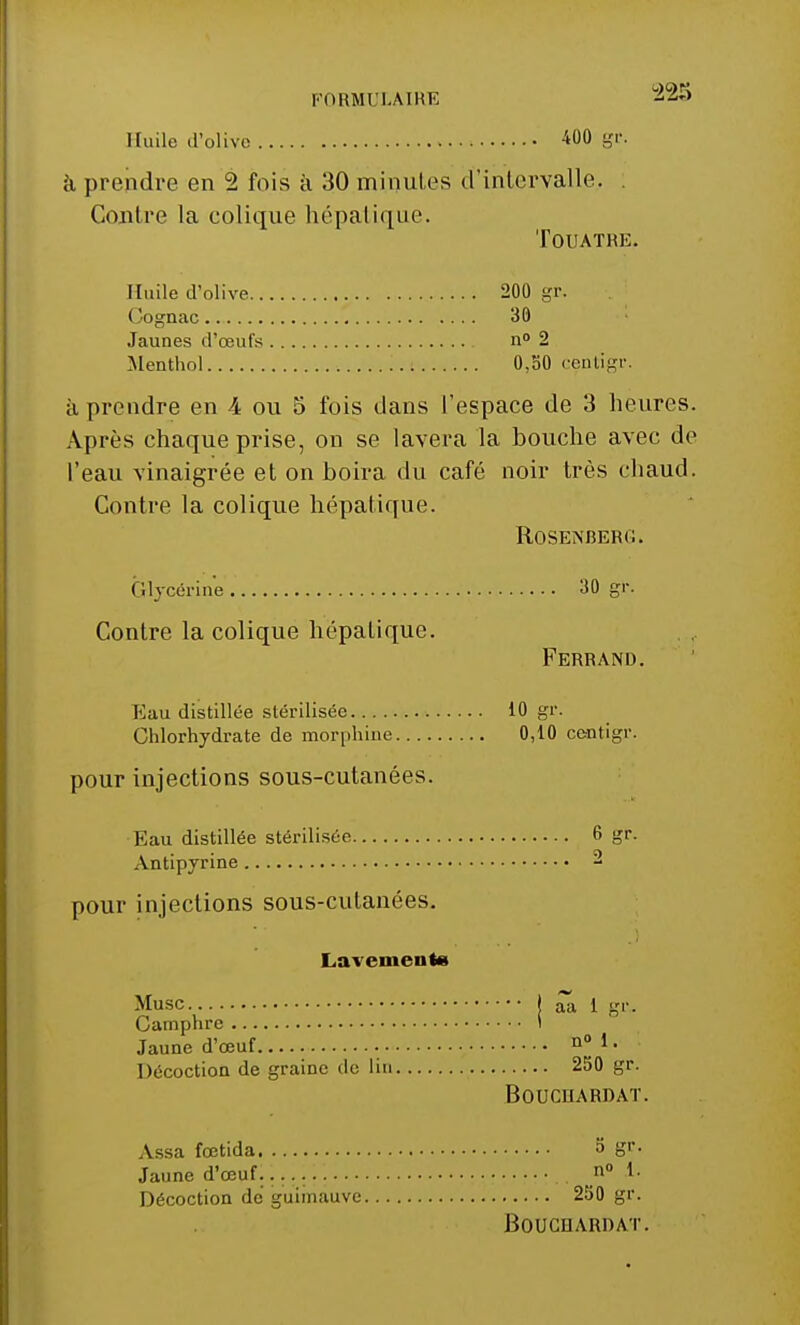 FORMULAIRE 225
Huile d'olive ..... .................... 400 gr.
à prendre en 2 fois à 30 minutes d'intervalle.
Contre la colique hépatique.
TOUATRE.
Huile d'olive.......................... 200 gr.
Cognac.............................. 30
Jaunes d'œufs....................... n° 2
Menthol............................. 0,50 centigr.
à prendre en 4 ou 5 fois dans l'espace de 3 heures.
Après chaque prise, on se lavera la bouche avec de
l'eau vinaigrée et on boira du café noir très chaud.
Contre la colique hépatique.
ROSENBERG.
Glycérine................................ 30 gr.
Contre la colique hépatique.
FERRAND.
Eau distillée stérilisée.............. 10 gr.
Chlorhydrate de morphine.......... 0,10 centigr.
pour injections sous-cutanées.
Eau distillée stérilisée...................... 6 gr.
Antipyrine................................. 2
pour injections sous-cutanées.
Lavements
Musc.................................. } āā 1 gr.
Camphre............................. }
Jaune d'œuf............................... n° 1.
Décoction de graine de lin.................. 250 gr.
BOUCHARDAT.
Assa fœtida............................... 5 gr.
Jaune d'œuf............................... n° 1.
Décoction de guimauve..................... 250 gr.
BOUCHARDAT.